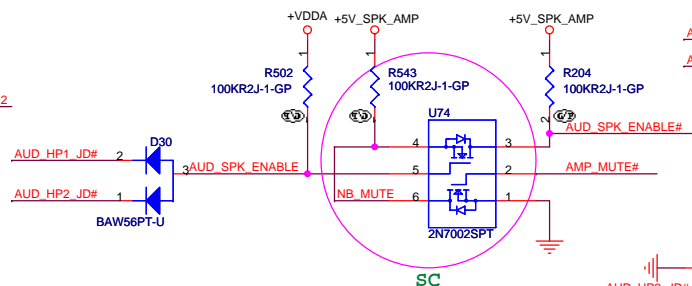 +VDDA
+5V_SPK_AMP
+5V_SPK_AMP
A
A
1
1
1
R502
100KR2J-1-GP
R543
100KR2J-1-GP
R204
100KR2J-1-GP
2
2
U74
AUD_SPK_ENABLE#
D30
4
3
AUD_HP1_JD#
2
3
AUD_SPK_ENABLE
5
2
AMP_MUTE#
AUD_HP2_JD#
1
NB_MUTE
6
1
BAW56PT-U
2N7002SPT
SC